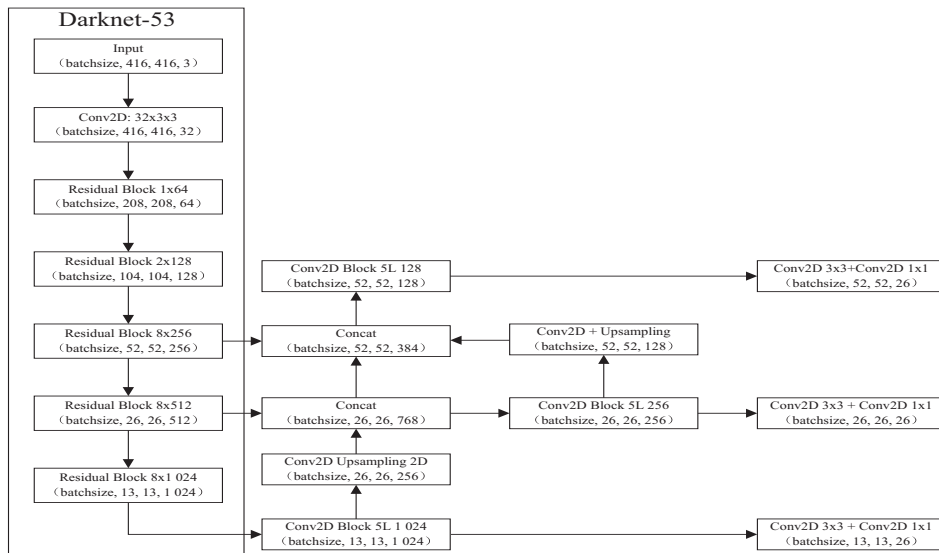 Darknet-53
Input
(batchsize, 416, 416, 3)
Conv2D: 32x3x3
(batchsize, 416, 416, 32)
Residual Block 1x64
(batchsize, 208, 208, 64)
Residual Block 2x128
(batchsize, 104, 104, 128)
Residual Block 8x256
(batchsize, 52, 52, 256)
Residual Block 8x512
(batchsize, 26, 26, 512)
Residual Block 8x1 024
(batchsize, 13, 13, 1 024)
Conv2D Block 5L 128
(batchsize, 52, 52, 128)
Concat
(batchsize, 52, 52, 384)
Concat
(batchsize, 26, 26, 768)
Conv2D Upsampling 2D
(batchsize, 26, 26, 256)
Conv2D Block 5L 1 024
(batchsize, 13, 13, 1 024)
Conv2D + Upsampling
(batchsize, 52, 52, 128)
Conv2D Block 5L 256
(batchsize, 26, 26, 256)
Conv2D 3x3+Conv2D 1x1
(batchsize, 52, 52, 26)
Conv2D 3x3 + Conv2D 1x1
(batchsize, 26, 26, 26)
Conv2D 3x3 + Conv2D 1x1
(batchsize, 13, 13, 26)